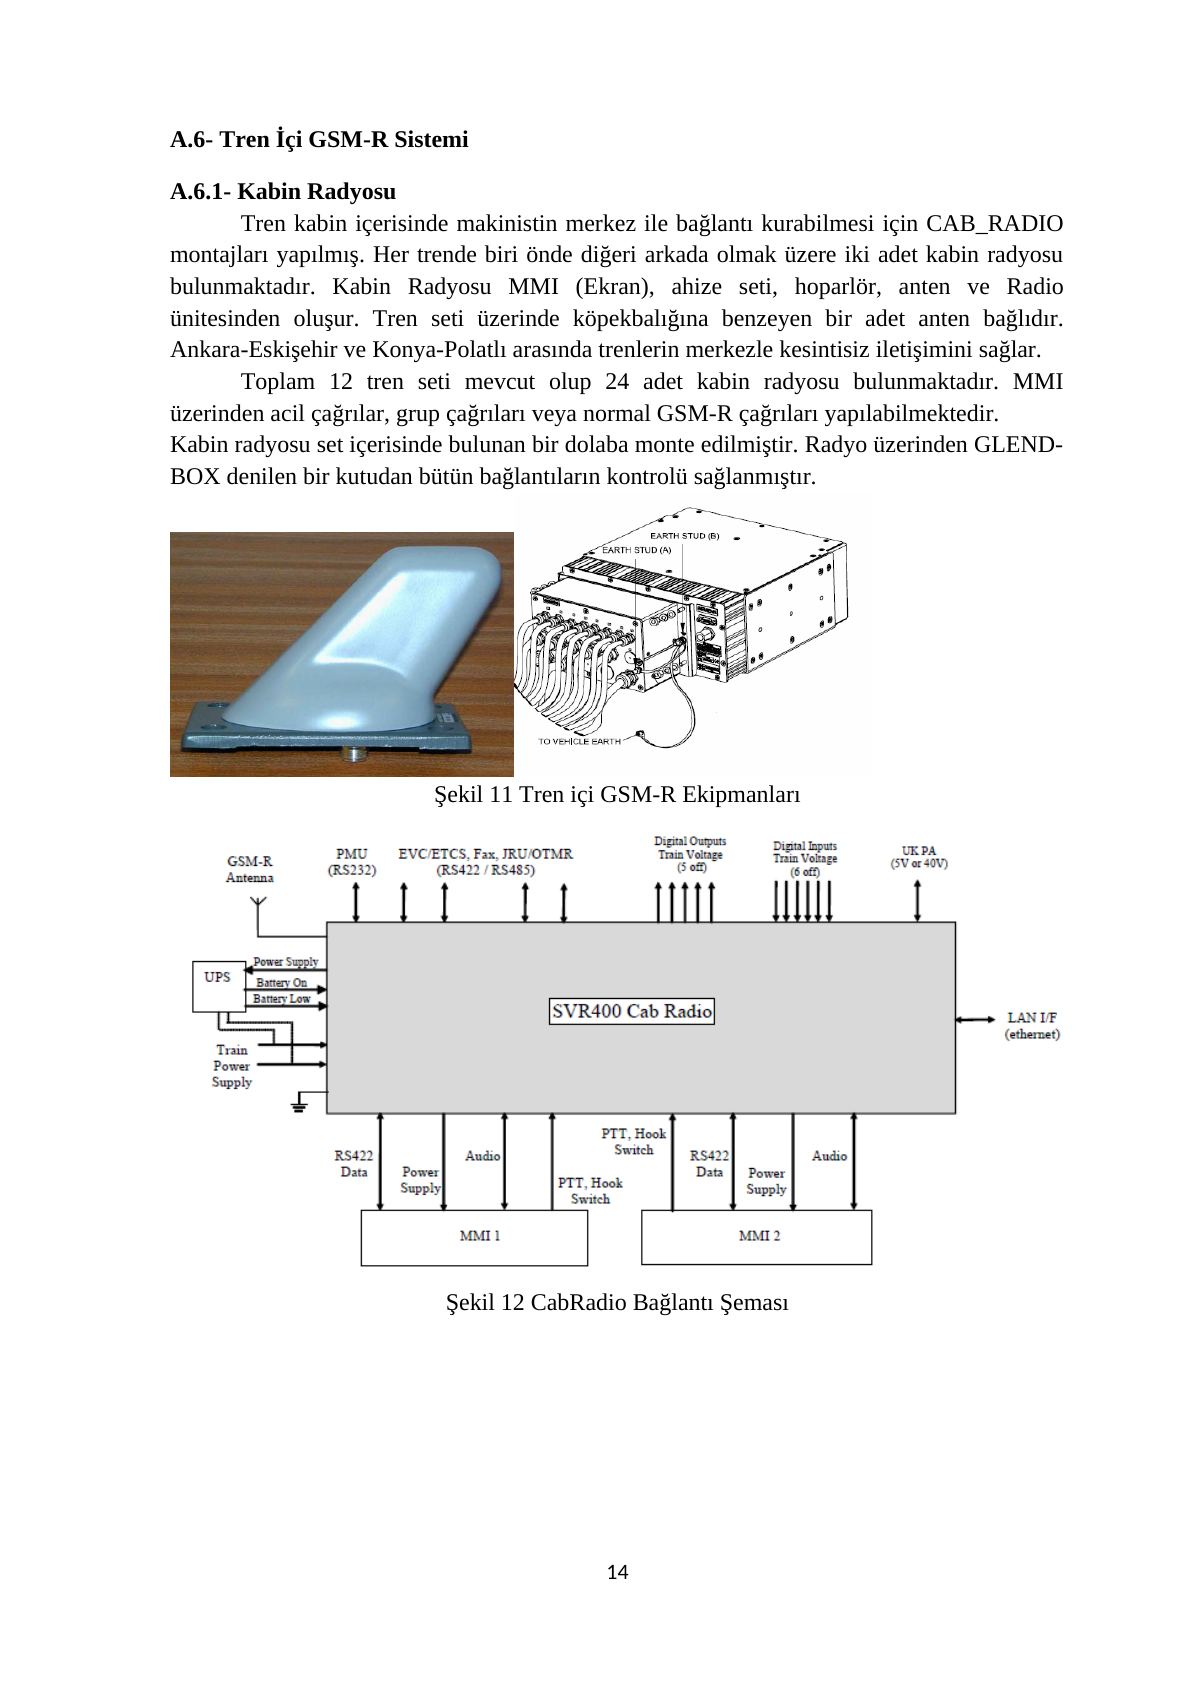 A.6- Tren İçi GSM-R Sistemi
A.6.1- Kabin Radyosu
Tren kabin içerisinde makinistin merkez ile bağlantı kurabilmesi için CAB_RADIO
montajları yapılmış. Her trende biri önde diğeri arkada olmak üzere iki adet kabin radyosu
bulunmaktadır. Kabin Radyosu MMI (Ekran), ahize seti, hoparlör, anten ve Radio
ünitesinden oluşur. Tren seti üzerinde köpekbalığına benzeyen bir adet anten bağlıdır.
Ankara-Eskişehir ve Konya-Polatlı arasında trenlerin merkezle kesintisiz iletişimini sağlar.
Toplam 12 tren seti mevcut olup 24 adet kabin radyosu bulunmaktadır. MMI
üzerinden acil çağrılar, grup çağrıları veya normal GSM-R çağrıları yapılabilmektedir.
Kabin radyosu set içerisinde bulunan bir dolaba monte edilmiştir. Radyo üzerinden GLEND-
BOX denilen bir kutudan bütün bağlantıların kontrolü sağlanmıştır.
EARTH STUD (B)
EARTH STUD (A)
TO VEHICLE EARTH
Şekil 11 Tren içi GSM-R Ekipmanları
GSM-R
Antenna
PMU
(RS232)
EVC/ETCS, Fax, JRU/OTMR
(RS422 / RS485)
Digital Outputs
Train Voltage
(5 off)
Digital Inputs
Train Voltage
(6 off)
UK PA
(5V or 40V)
UPS
Power Supply
Battery On
Battery Low
SVR400 Cab Radio
LAN I/F
(ethernet)
Train
Power
Supply
RS422
Data
Power
Supply
Audio
PTT, Hook
Switch
PTT, Hook
Switch
RS422
Data
Power
Supply
Audio
MMI 1
MMI 2
Şekil 12 CabRadio Bağlantı Şeması
14